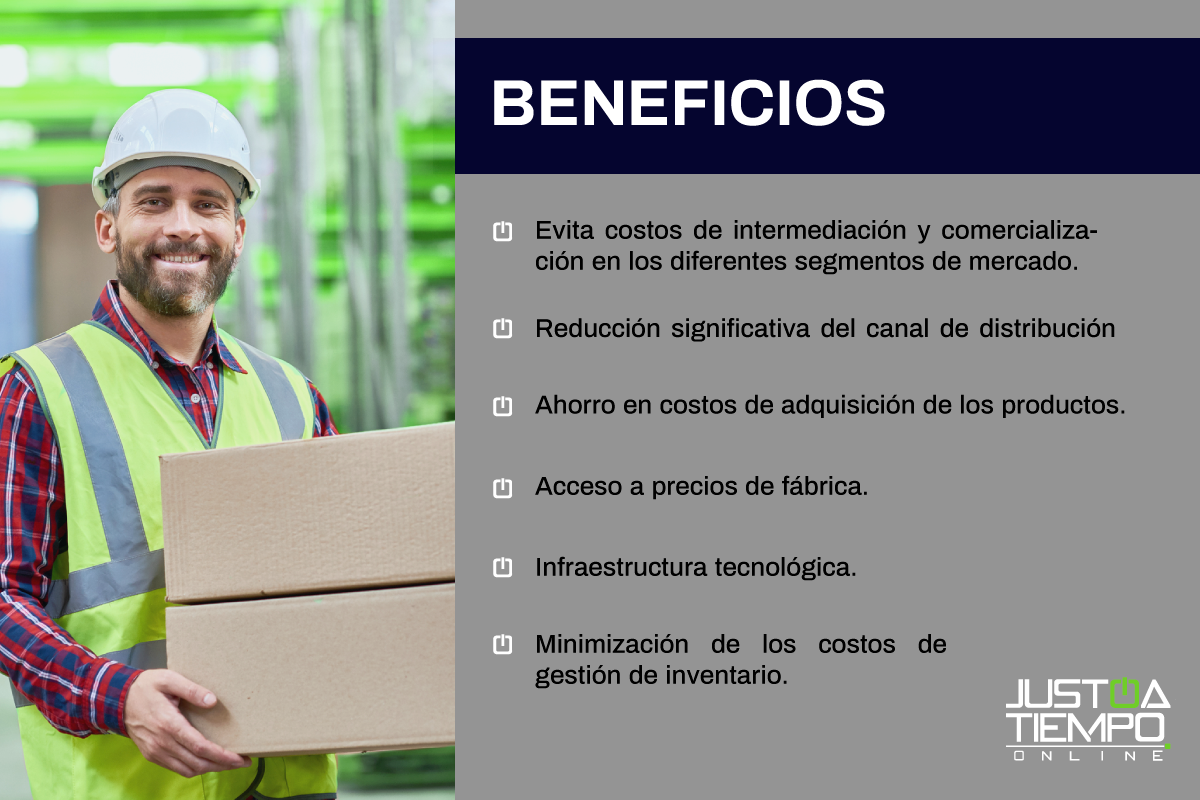 BENEFICIOS
Evita costos de intermediación y comercializa-
ción en los diferentes segmentos de mercado.
Reducción significativa del canal de distribución
Ahorro en costos de adquisición de los productos.
Acceso a precios de fábrica.
Infraestructura tecnológica.
Minimización de los costos de
gestión de inventario.
JUSTO A
TIEMPO
ONLINE